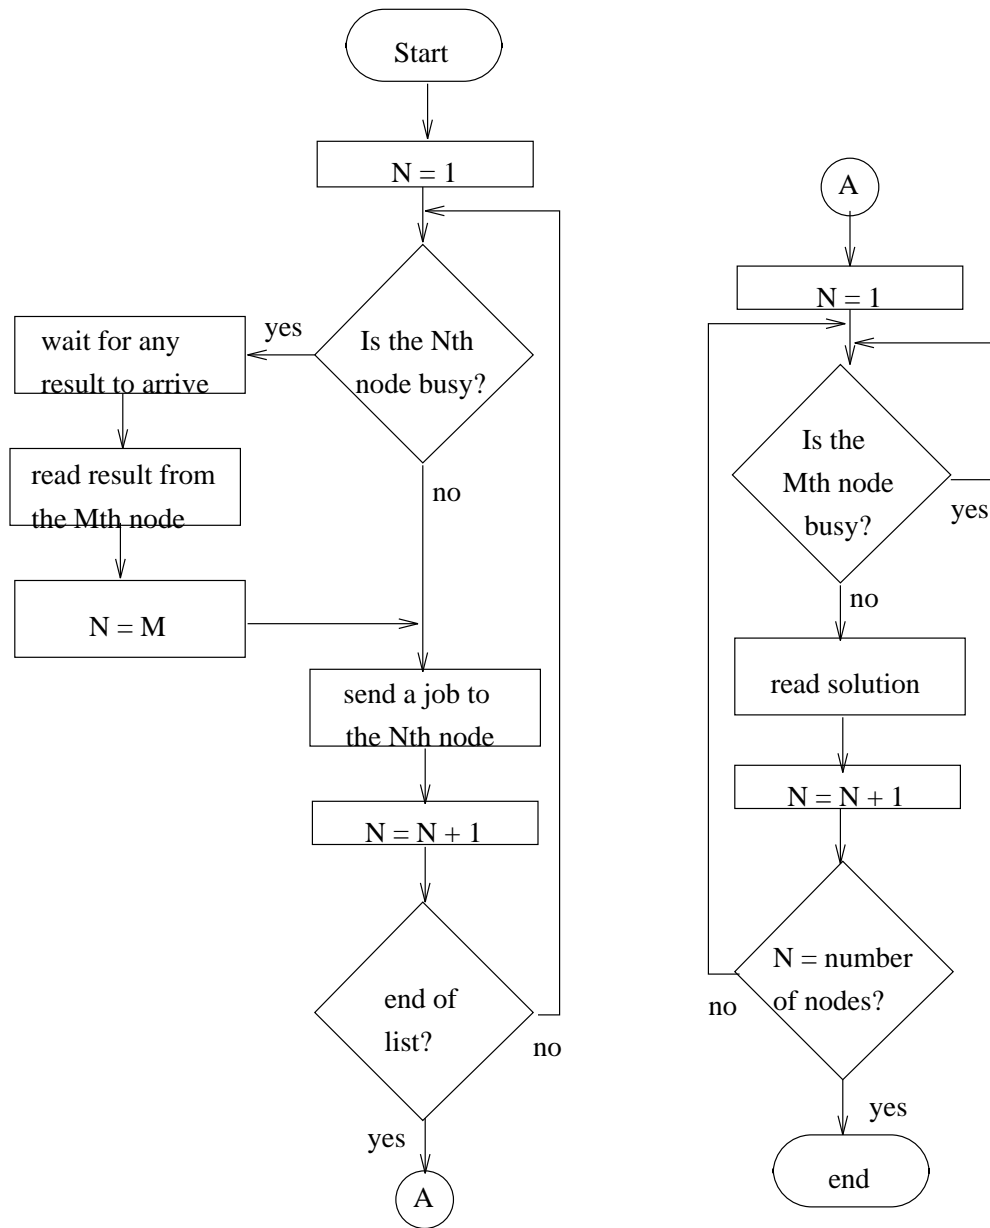 Start
N = 1
Is the Nth
node busy?
yes
wait for any
result to arrive
read result from
the Mth node
N = M
no
send a job to
the Nth node
N = N + 1
end of
list?
no
yes
A
A
N = 1
Is the
Mth node
busy?
yes
no
read solution
N = N + 1
N = number
of nodes?
no
yes
end